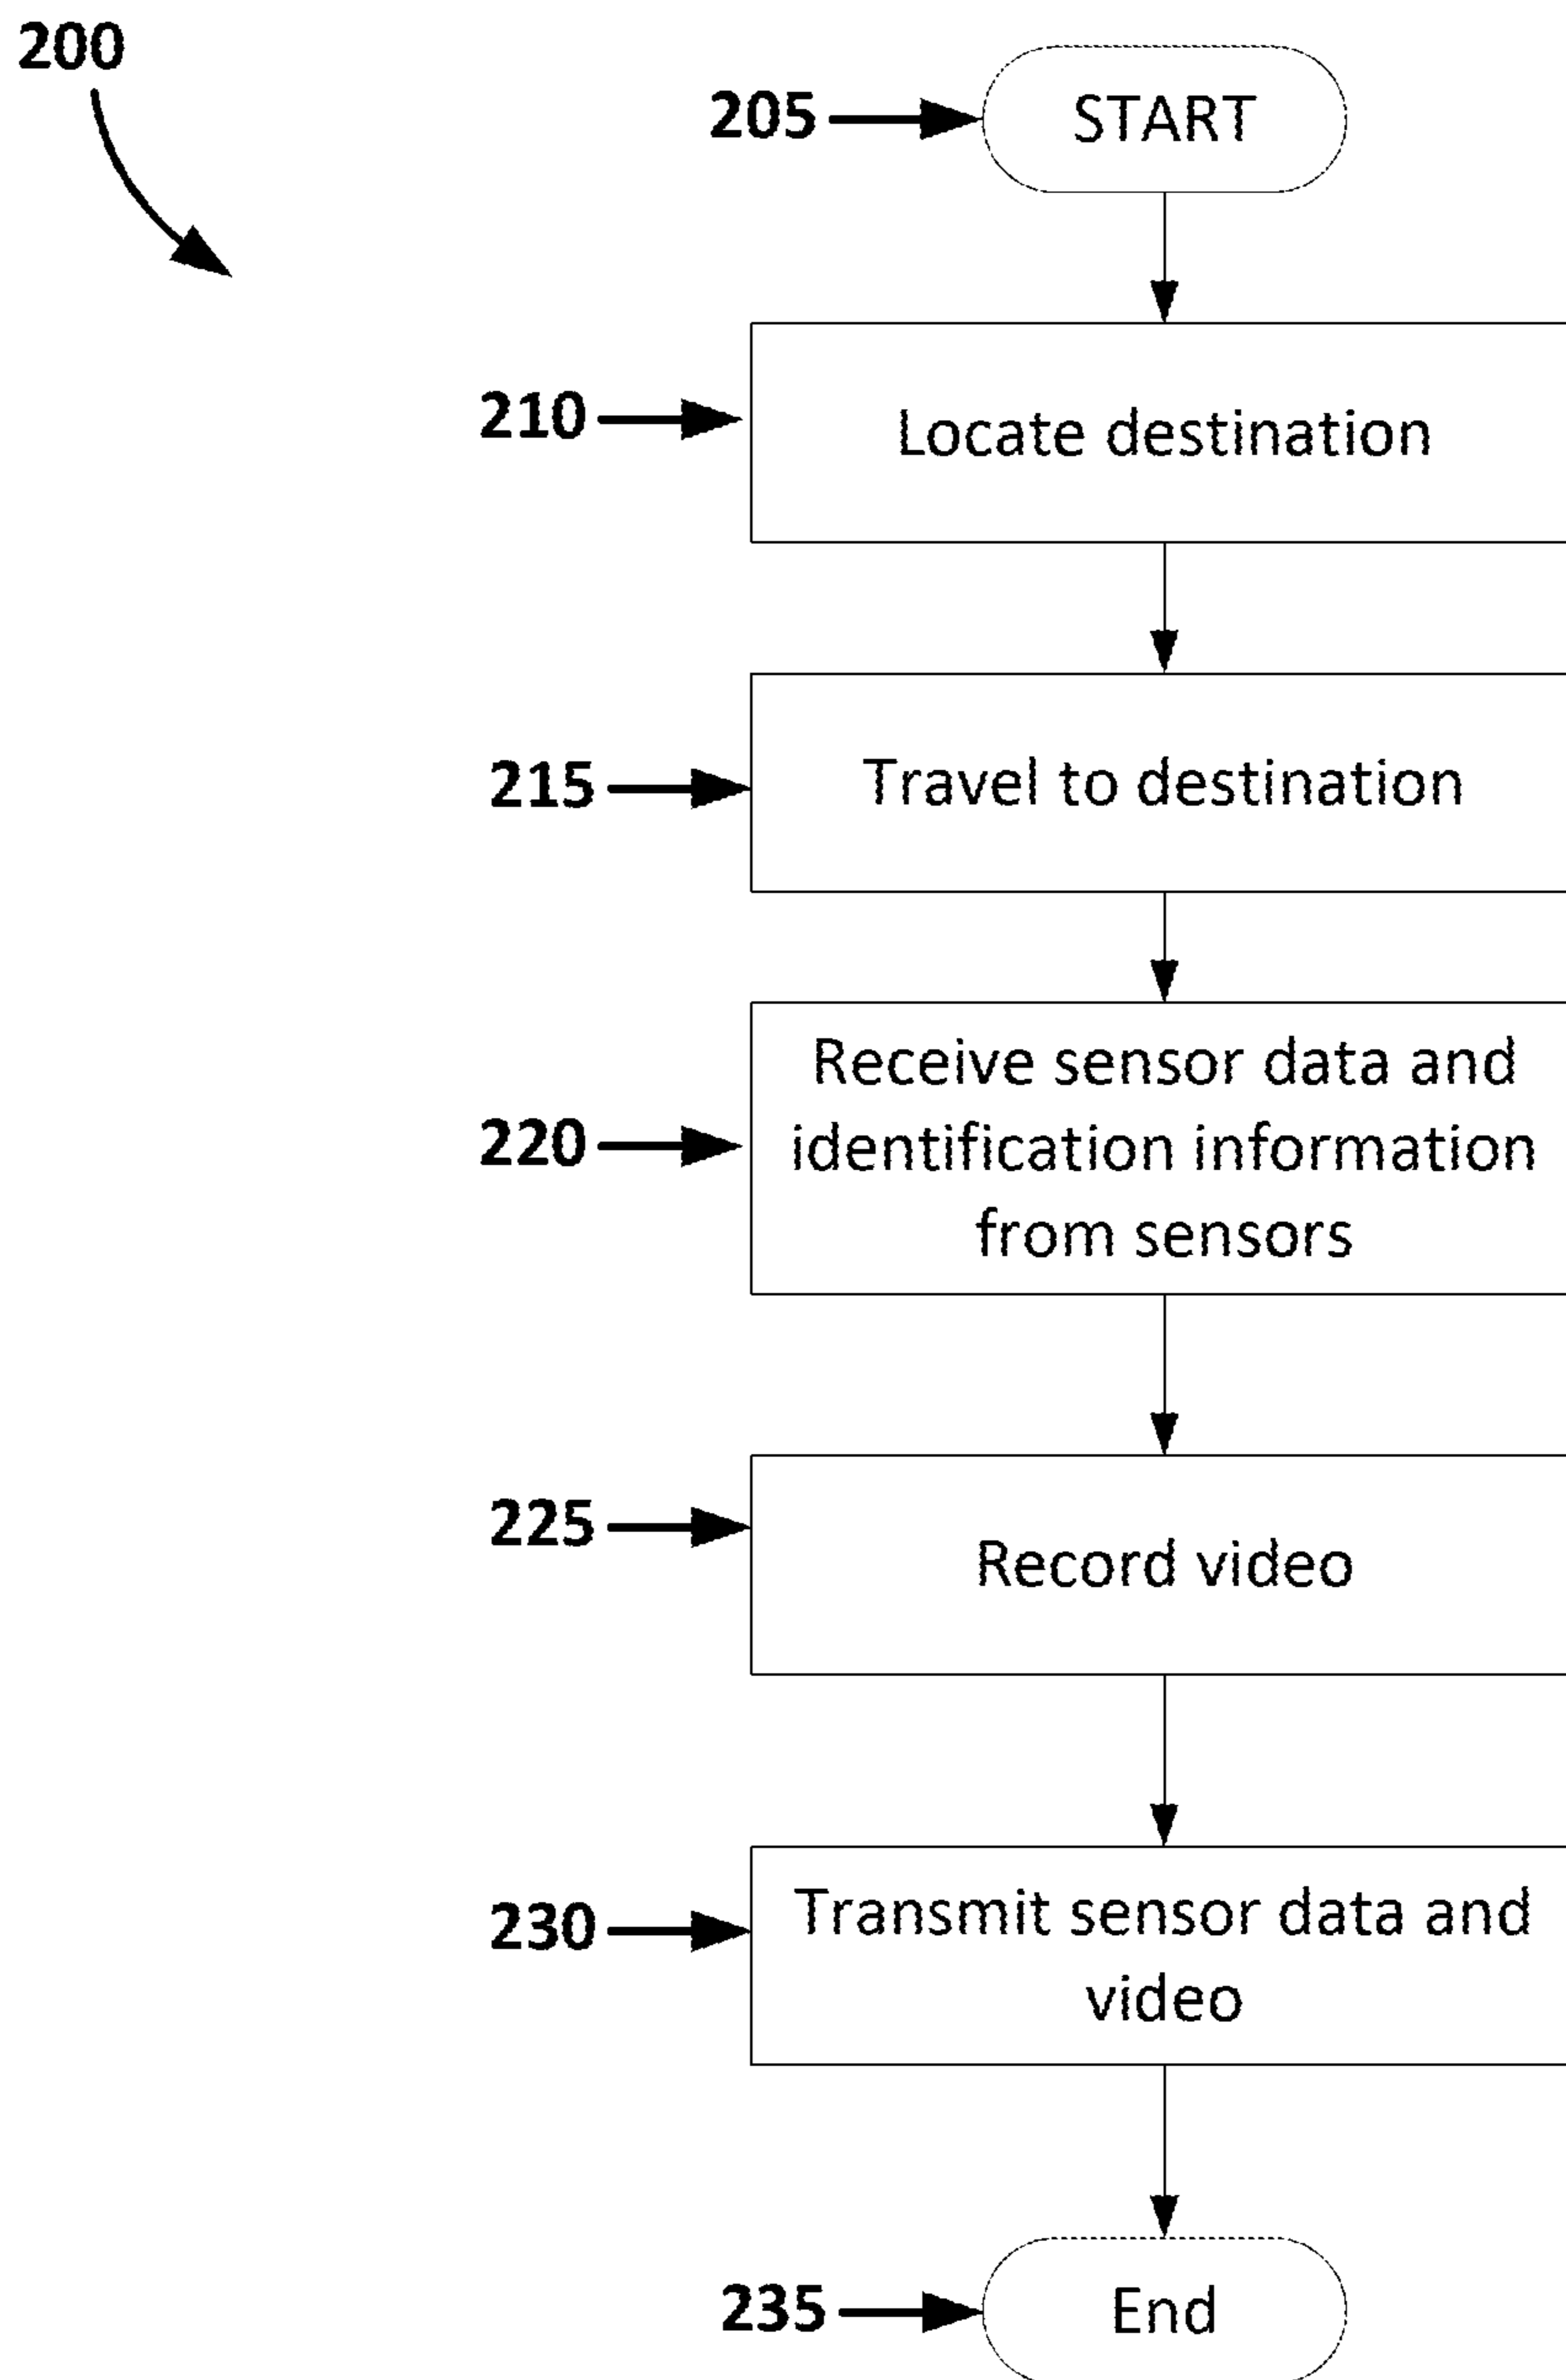 200
205
START
210
Locate destination
215
Travel to destination
220
Receive sensor data and
identification information
from sensors
225
Record video
230
Transmit sensor data and
video
235
End